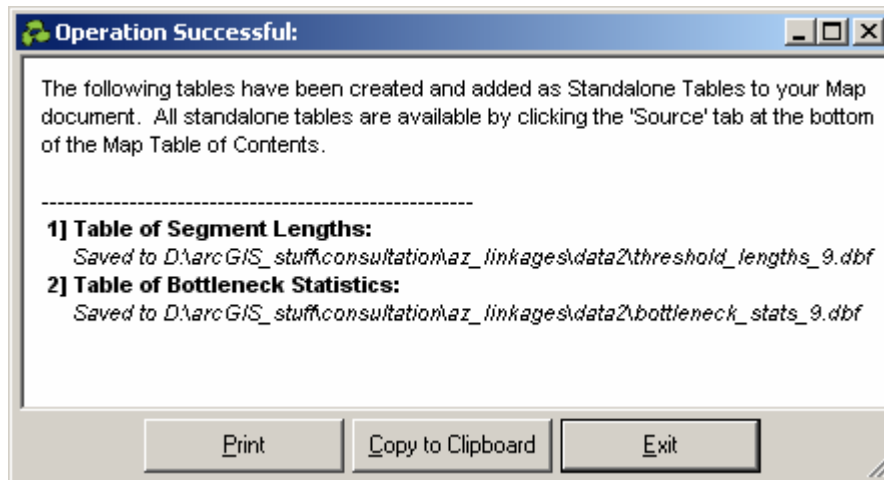 Operation Successful:
The following tables have been created and added as Standalone Tables to your Map
document.  All standalone tables are available by clicking the 'Source' tab at the bottom
of the Map Table of Contents.
------------------------------------------------------
1] Table of Segment Lengths:
Saved to D:\arcGIS_stuff\consultation\az_linkages\data2\threshold_lengths_9.dbf
2] Table of Bottleneck Statistics:
Saved to D:\arcGIS_stuff\consultation\az_linkages\data2\bottleneck_stats_9.dbf
Print
Copy to Clipboard
Exit